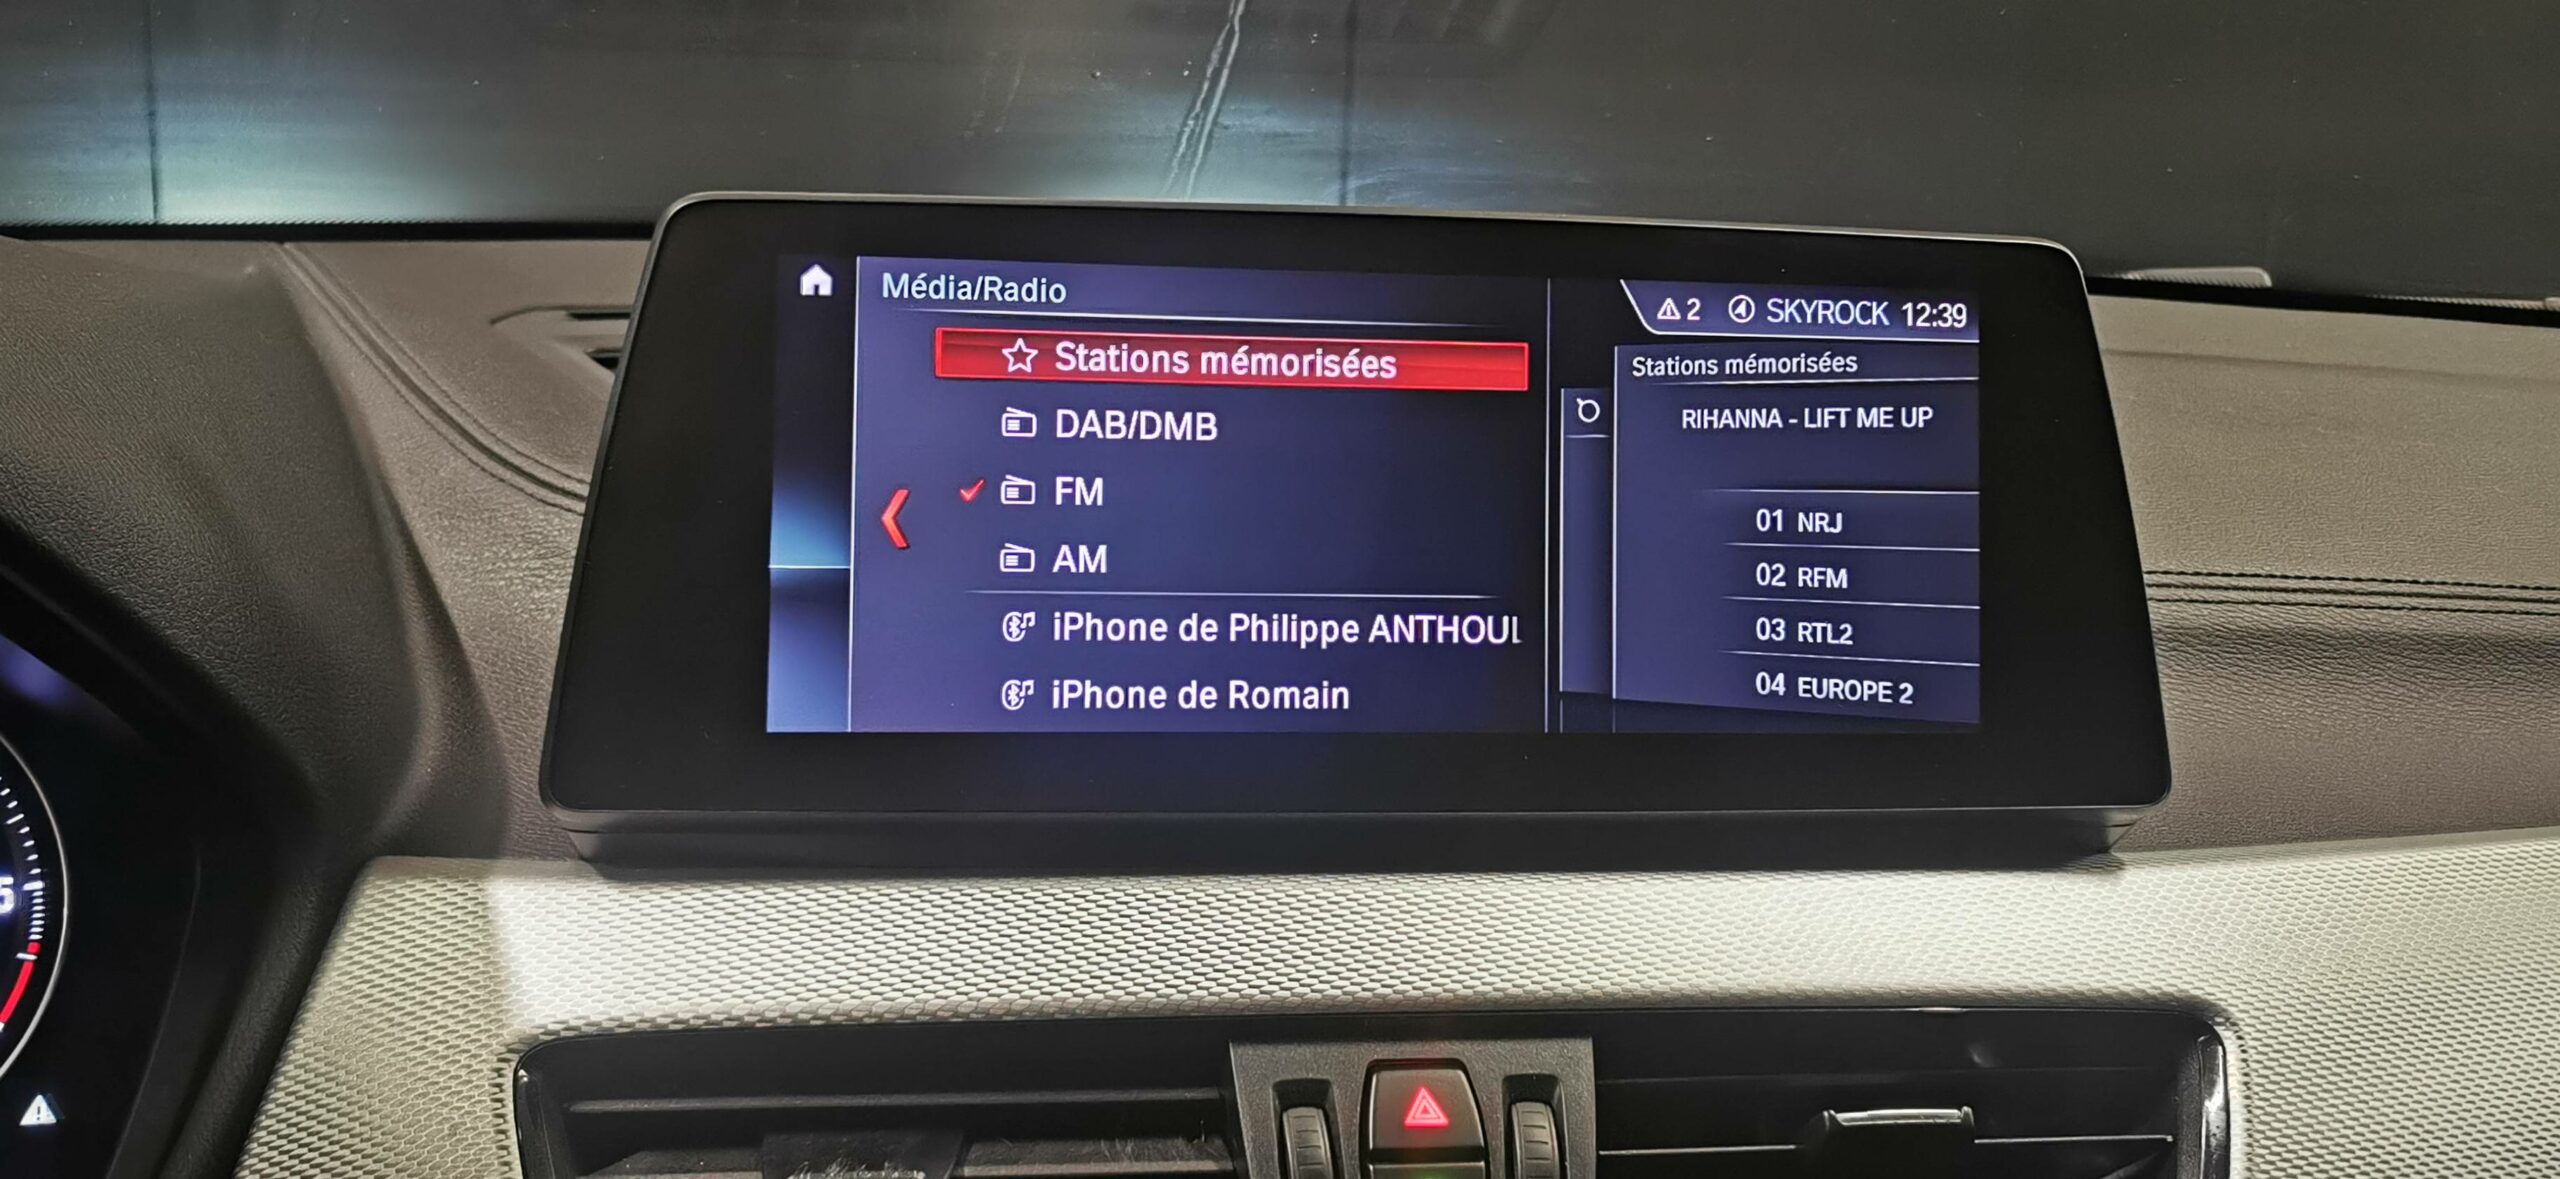 Média/Radio
2 SKYROCK 12:39
Stations mémorisées
DAB/DMB
FM
AM
iPhone de Philippe ANTHOUL
iPhone de Romain
Stations mémorisées
RIHANNA - LIFT ME UP
01 NRJ
02 RFM
03 RTL2
04 EUROPE 2
5